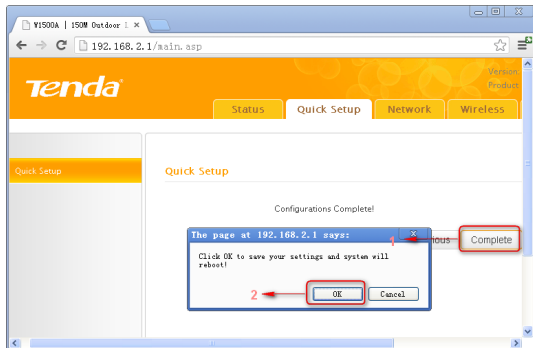 W1500A | 150M Outdoor I
192.168.2.1/main.asp
Tenda
Version
Product
Status
Quick Setup
Network
Wireless
Quick Setup
Quick Setup
Configurations Complete!
The page at 192.168.2.1 says:
1
ious
Complete
Click OK to save your settings and system will
reboot!
2
OK
Cancel